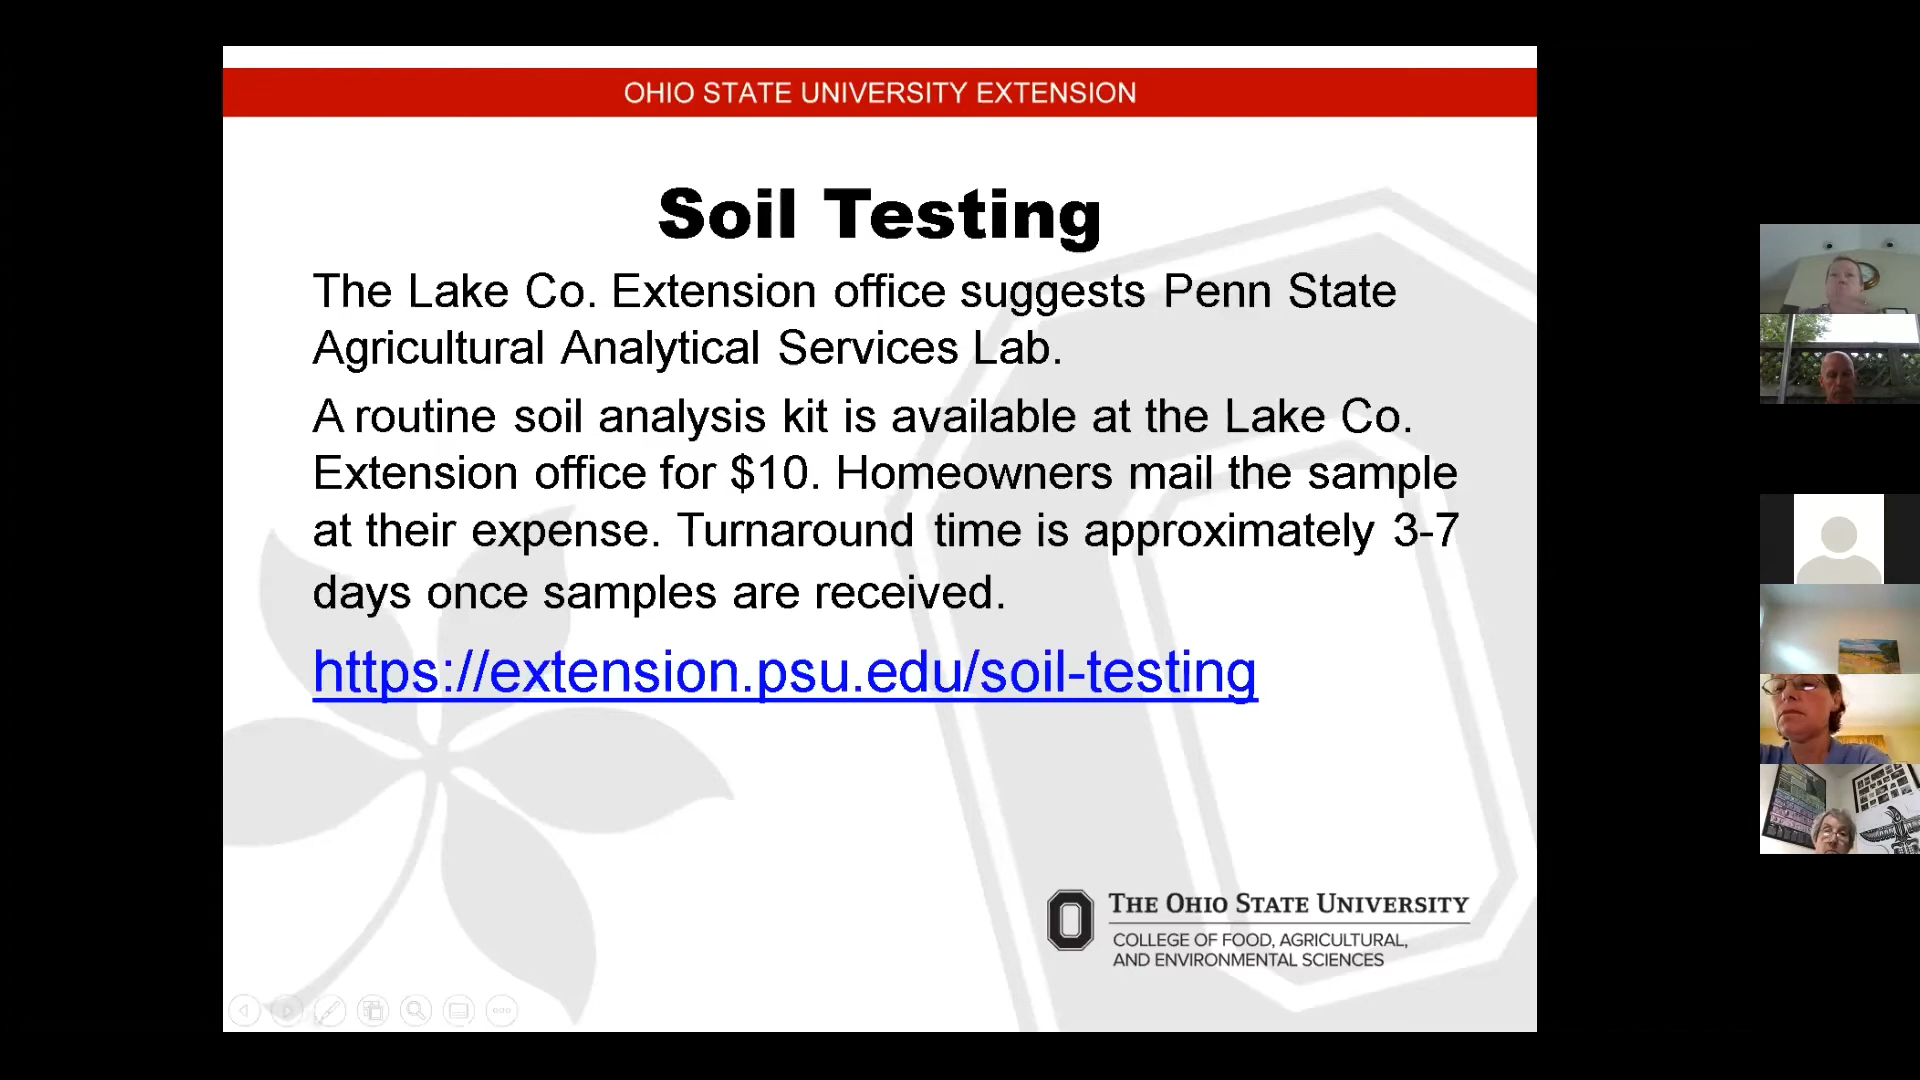 OHIO STATE UNIVERSITY EXTENSION
Soil Testing
The Lake Co. Extension office suggests Penn State
Agricultural Analytical Services Lab.
A routine soil analysis kit is available at the Lake Co.
Extension office for $10. Homeowners mail the sample
at their expense. Turnaround time is approximately 3-7
days once samples are received.
https://extension.psu.edu/soil-testing
THE OHIO STATE UNIVERSITY
COLLEGE OF FOOD, AGRICULTURAL,
AND ENVIRONMENTAL SCIENCES